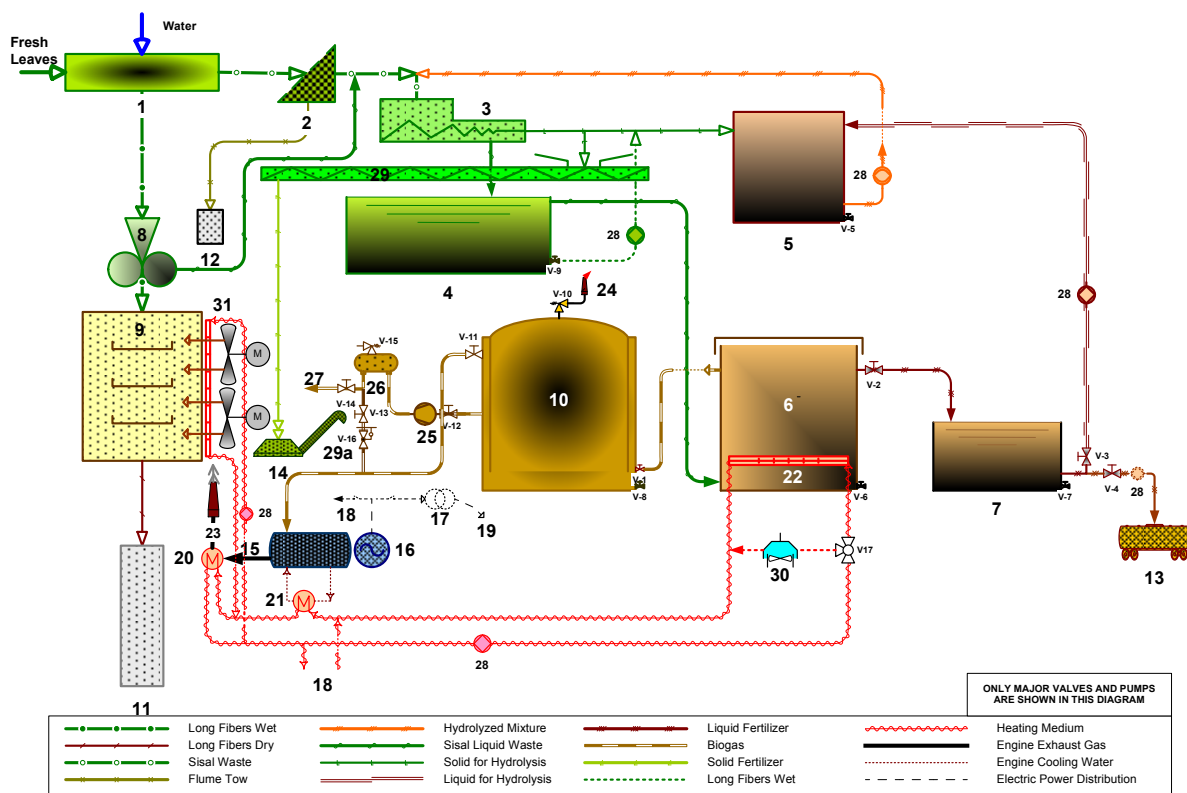 Water
Fresh
Leaves
1
2
3
28
5
V-5
8
12
29
28
V-9
4
V-10
24
28
31
9
M
M
V-15
V-11
27
26
V-14
V-13
V-16
29a
25
V-12
10
6
V-2
V-3
V-4
28
14
V-1
V-8
22
V-6
7
V-7
13
28
23
20
15
18
17
19
16
M
M
21
30
V17
28
18
11
ONLY MAJOR VALVES AND PUMPS
ARE SHOWN IN THIS DIAGRAM
Long Fibers Wet
Hydrolyzed Mixture
Liquid Fertilizer
Heating Medium
Long Fibers Dry
Sisal Liquid Waste
Biogas
Engine Exhaust Gas
Sisal Waste
Solid for Hydrolysis
Solid Fertilizer
Engine Cooling Water
Flume Tow
Liquid for Hydrolysis
Long Fibers Wet
Electric Power Distribution